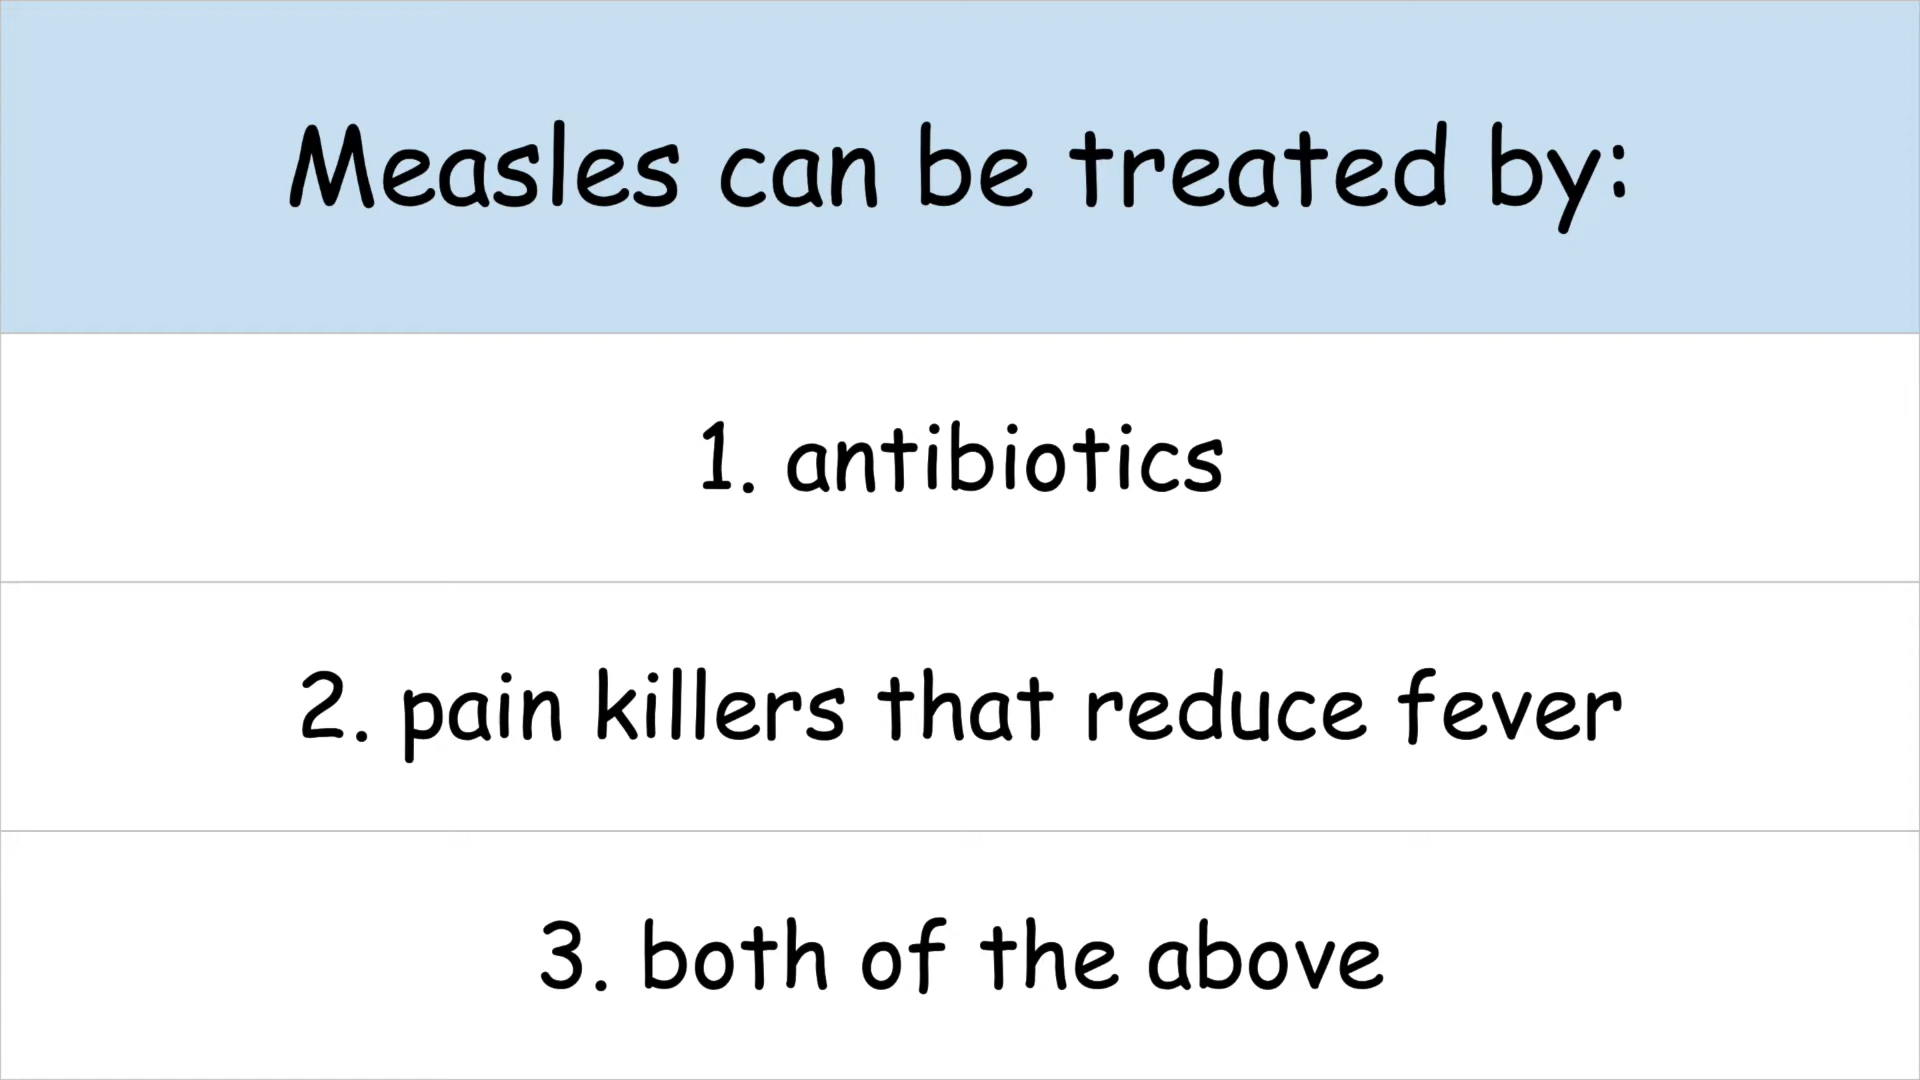 Measles can be treated by:
1. antibiotics
2. pain killers that reduce fever
3. both of the above